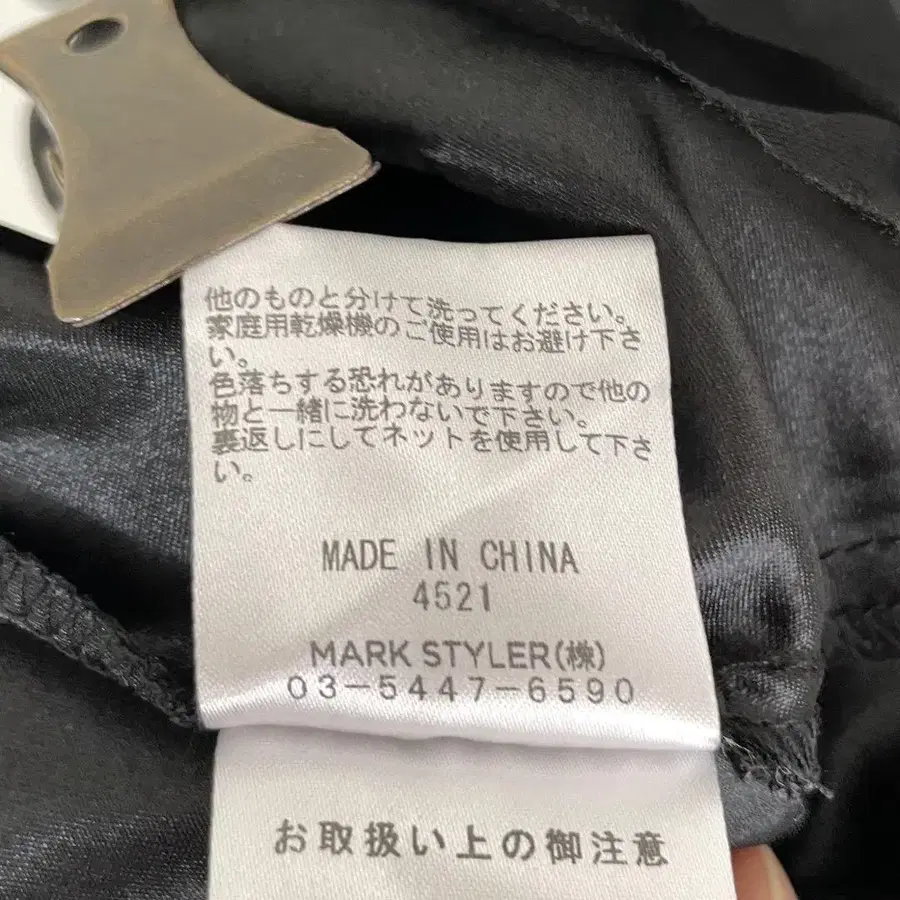 他のものと分けて洗ってください。
家庭用乾燥機のご使用はお避け下さ
い。
色落ちする恐れがありますので他の
物と一緒に洗わないで下さい。
裏返しにしてネットを使用して下さ
い。
MADE IN CHINA
4521
MARK STYLER(株)
03-5447-6590
お取扱い上の御注意